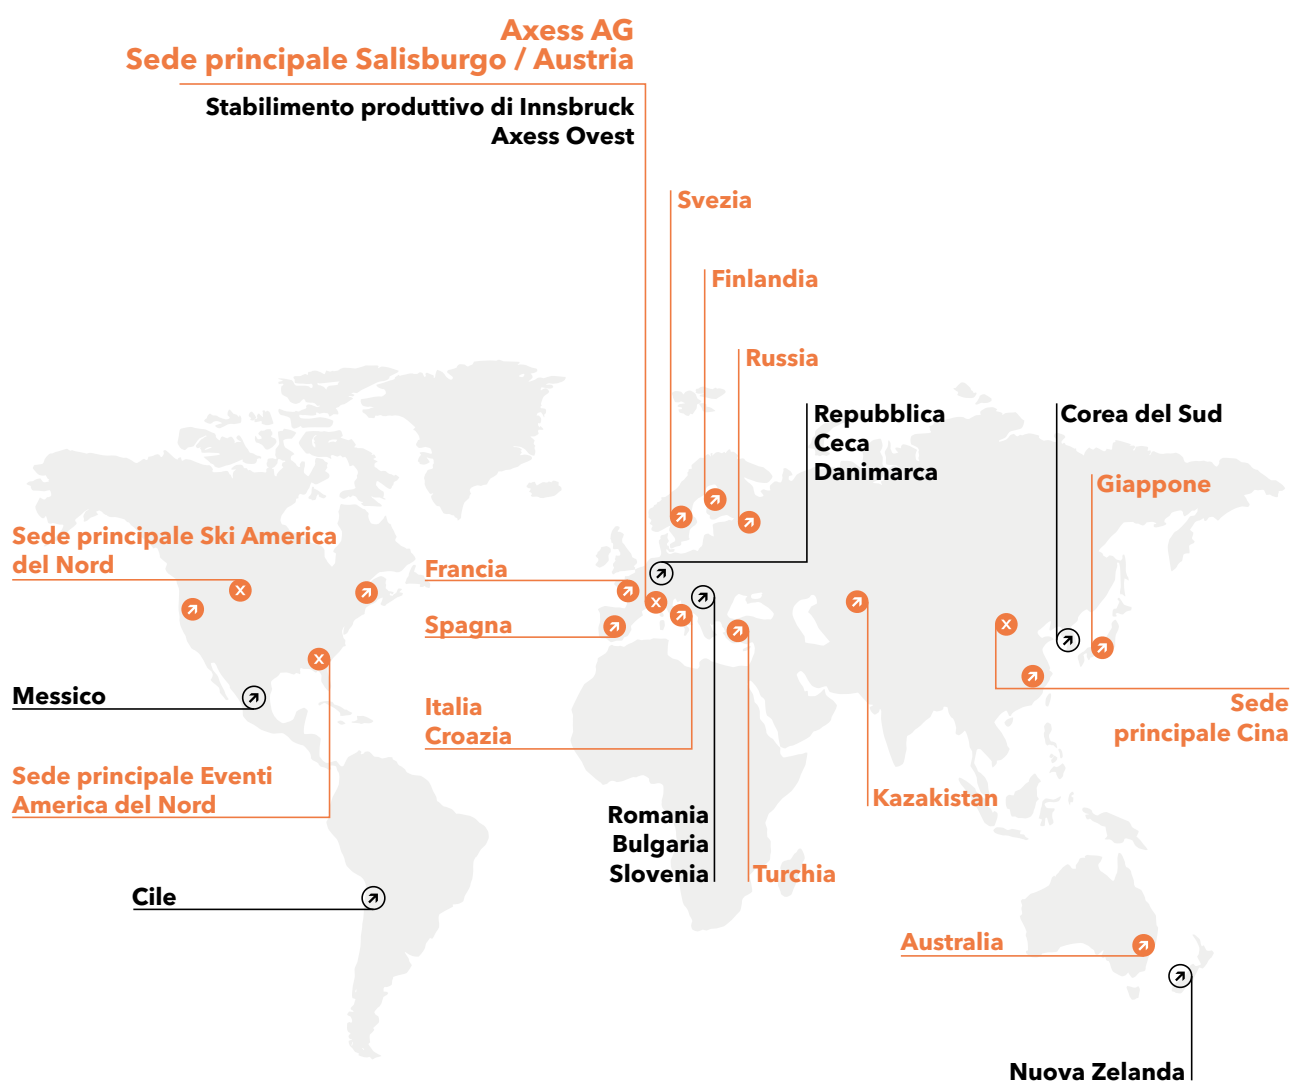 Axess AG
Sede principale Salisburgo / Austria
Stabilimento produttivo di Innsbruck
Axess Ovest
Svezia
Finlandia
Russia
Repubblica
Ceca
Danimarca
Corea del Sud
Giappone
Sede principale Ski America
del Nord
Francia
Spagna
Messico
Italia
Croazia
Sede
principale Cina
Sede principale Eventi
America del Nord
Kazakistan
Romania
Bulgaria
Slovenia
Turchia
Cile
Australia
Nuova Zelanda